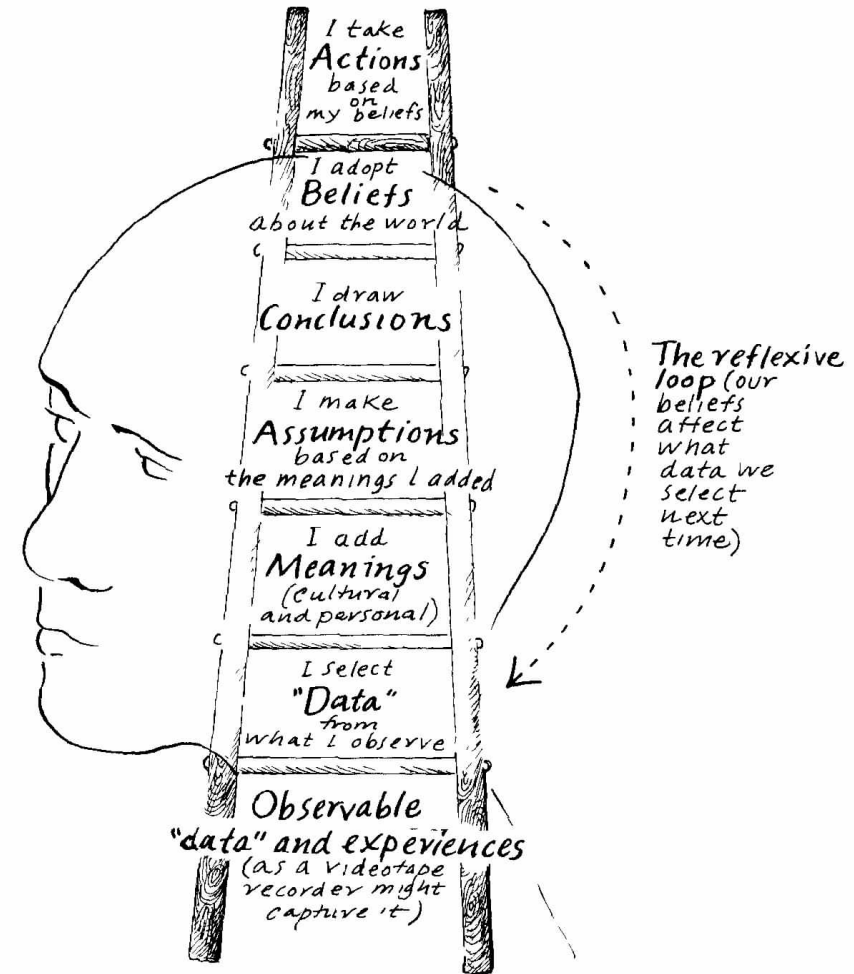 I take
Actions
based
on
my beliefs
I adopt
Beliefs
about the world
I draw
Conclusions
I make
Assumptions
based on
the meanings I added
I add
Meanings
(cultural
and personal)
I select
"Data"
from
what I observe
Observable
"data" and experiences
(as a videotape
recorder might
capture it)
The reflexive
loop (our
beliefs
affect
what
data we
select
next
time)